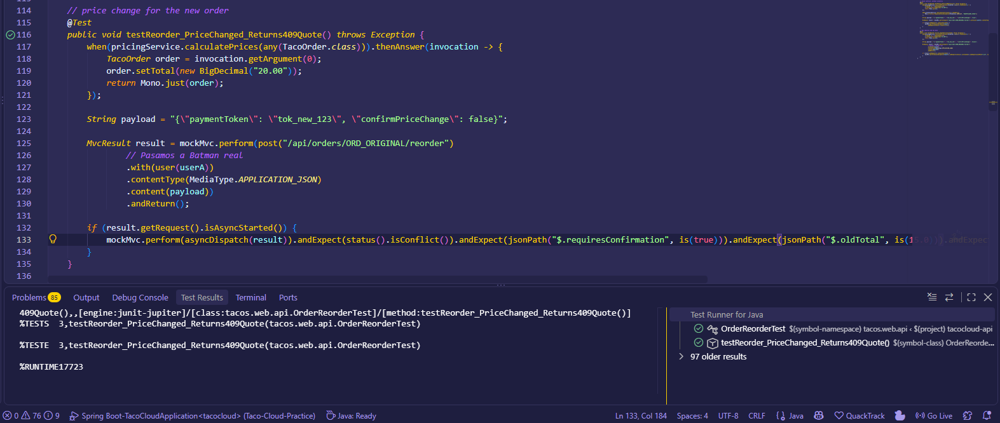 114 // price change for the new order
115 @Test
116 public void testReorder_PriceChanged_Returns409Quote() throws Exception {
117 when(pricingService.calculatePrices(any(TacoOrder.class))).thenAnswer(invocation -> {
118 TacoOrder order = invocation.getArgument(0);
119 order.setTotal(new BigDecimal("20.00"));
120 return Mono.just(order);
121 });
122
123 String payload = "{\"paymentToken\": \"tok_new_123\", \"confirmPriceChange\": false}";
124
125 MvcResult result = mockMvc.perform(post("/api/orders/ORD_ORIGINAL/reorder")
126 // Pasamos a Batman real
127 .with(user(userA))
128 .contentType(MediaType.APPLICATION_JSON)
129 .content(payload))
130 .andReturn();
131
132 if (result.getRequest().isAsyncStarted()) {
133 mockMvc.perform(asyncDispatch(result)).andExpect(status().isConflict()).andExpect(jsonPath("$.requiresConfirmation", is(true))).andExpect(jsonPath("$.oldTotal", is(15.0))).andExpec
134 }
135 }
136
Problems 85 Output Debug Console Test Results Terminal Ports
409Quote(),,[engine:junit-jupiter]/[class:tacos.web.api.OrderReorderTest]/[method:testReorder_PriceChanged_Returns409Quote()]
%TESTS 3,testReorder_PriceChanged_Returns409Quote(tacos.web.api.OrderReorderTest)
%TESTE 3,testReorder_PriceChanged_Returns409Quote(tacos.web.api.OrderReorderTest)
%RUNTIME17723
Test Runner for Java
OrderReorderTest $(symbol-namespace) tacos.web.api ‹ $(project) tacocloud-api
testReorder_PriceChanged_Returns409Quote() $(symbol-class) OrderReorde...
97 older results
0 76 9 Spring Boot-TacoCloudApplication<tacocloud> (Taco-Cloud-Practice) Java: Ready Ln 133, Col 184 Spaces: 4 UTF-8 CRLF { } Java QuackTrack Go Live